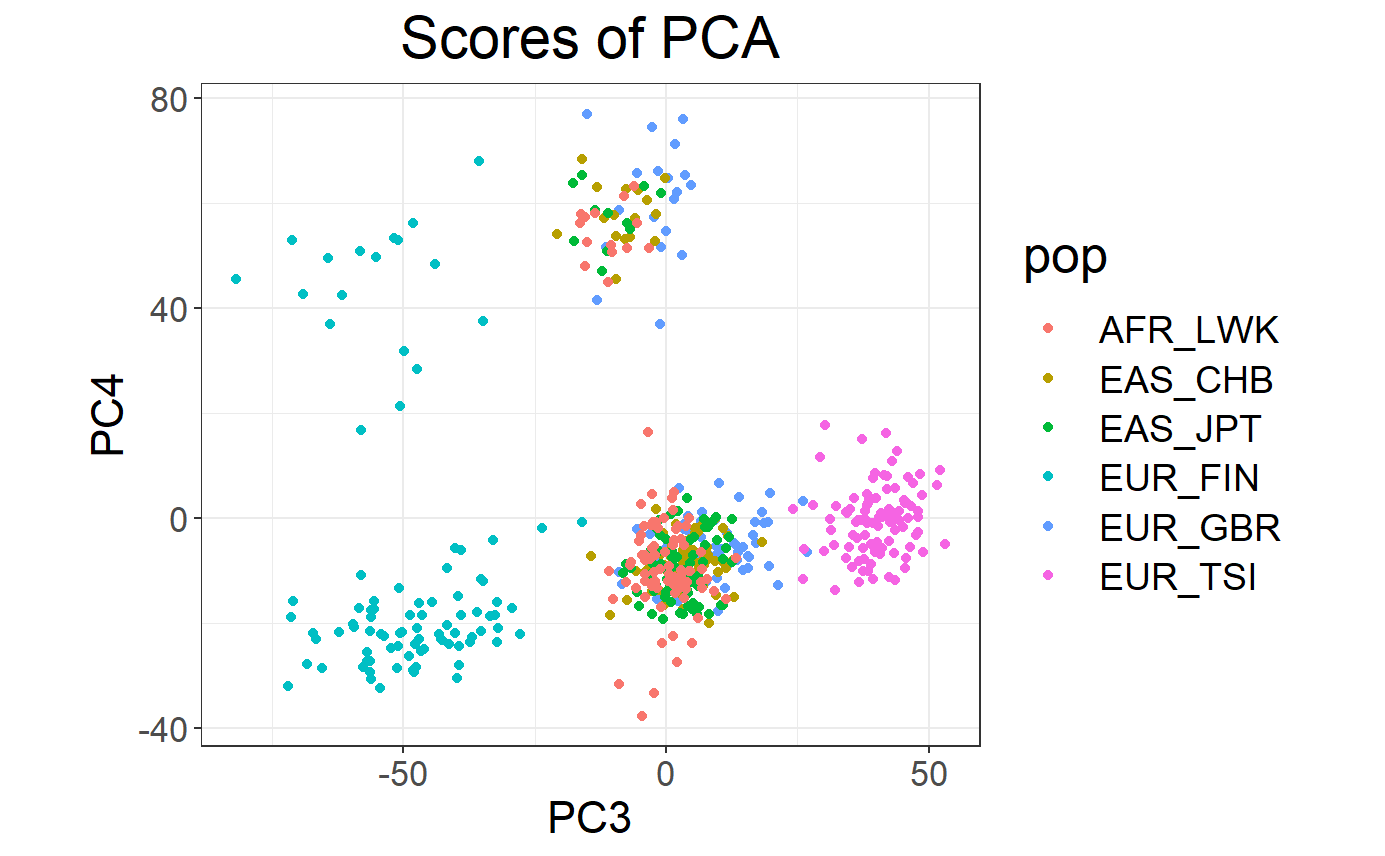 Scores of PCA
80
40
0
-40
PC4
-50
0
50
PC3
pop
AFR_LWK
EAS_CHB
EAS_JPT
EUR_FIN
EUR_GBR
EUR_TSI